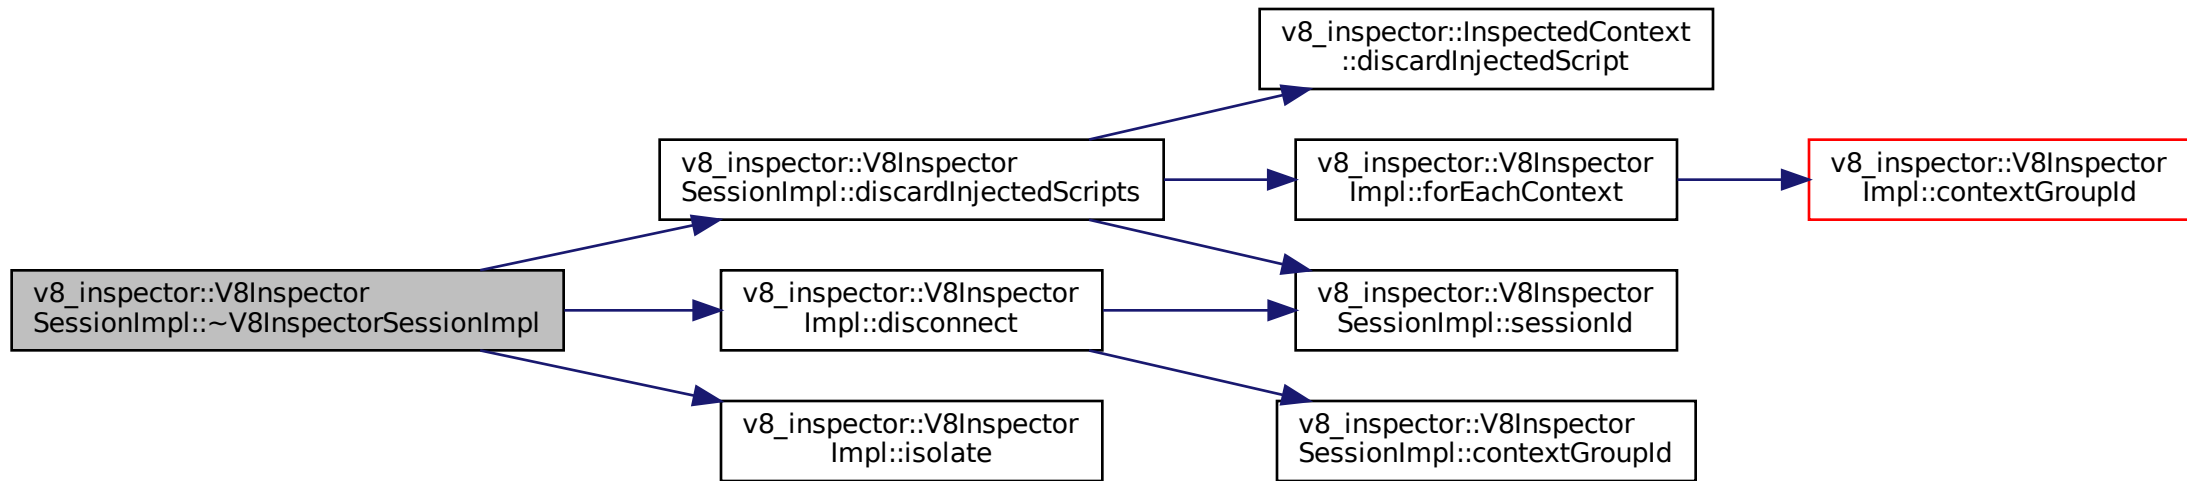 v8_inspector::V8Inspector
SessionImpl::~V8InspectorSessionImpl
v8_inspector::V8Inspector
SessionImpl::discardInjectedScripts
v8_inspector::InspectedContext
::discardInjectedScript
v8_inspector::V8Inspector
Impl::forEachContext
v8_inspector::V8Inspector
Impl::contextGroupId
v8_inspector::V8Inspector
SessionImpl::sessionId
v8_inspector::V8Inspector
Impl::disconnect
v8_inspector::V8Inspector
SessionImpl::contextGroupId
v8_inspector::V8Inspector
Impl::isolate